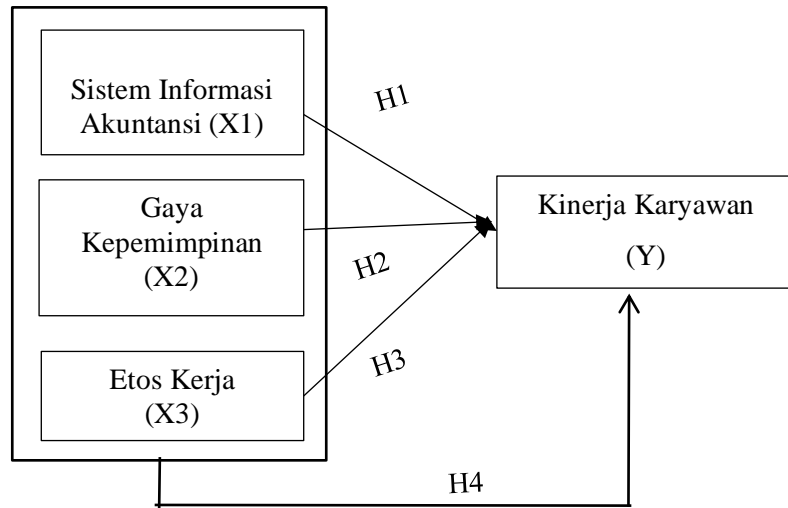 Sistem Informasi
Akuntansi (X1)
H1
Gaya
Kepemimpinan
(X2)
H2
Kinerja Karyawan
(Y)
Etos Kerja
(X3)
H3
H4